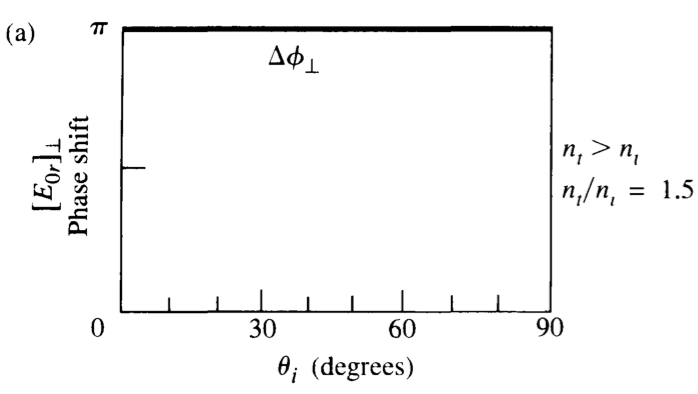 (a)
π
Δϕ⊥
[E₀ᵣ]⊥
Phase shift
nₜ > nᵢ
nₜ/nᵢ = 1.5
0 30 60 90
θᵢ (degrees)